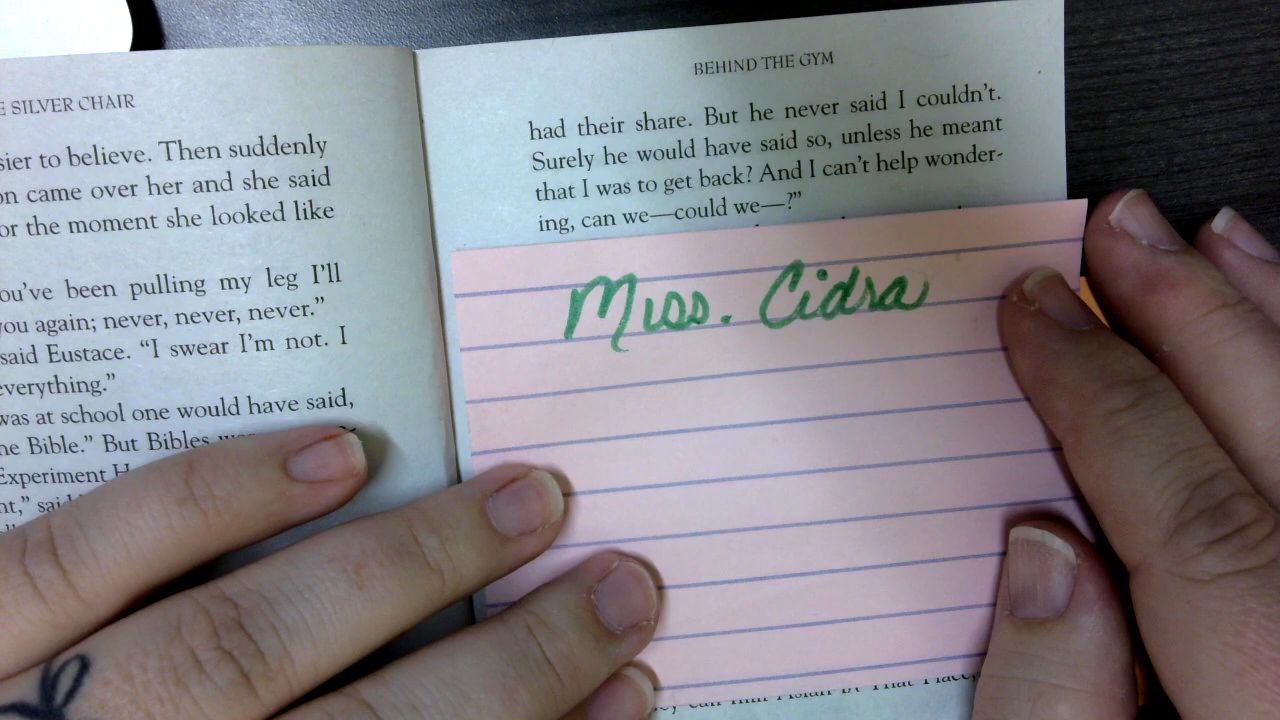 E SILVER CHAIR
sier to believe. Then suddenly
on came over her and she said
or the moment she looked like
ou've been pulling my leg I'll
you again; never, never, never.”
said Eustace. “I swear I'm not. I
everything.”
was at school one would have said,
he Bible.” But Bibles
Experiment H
nt,” said
BEHIND THE GYM
had their share. But he never said I couldn't.
Surely he would have said so, unless he meant
that I was to get back? And I can't help wonder-
ing, can we—could we—?”
Miss. Cidra